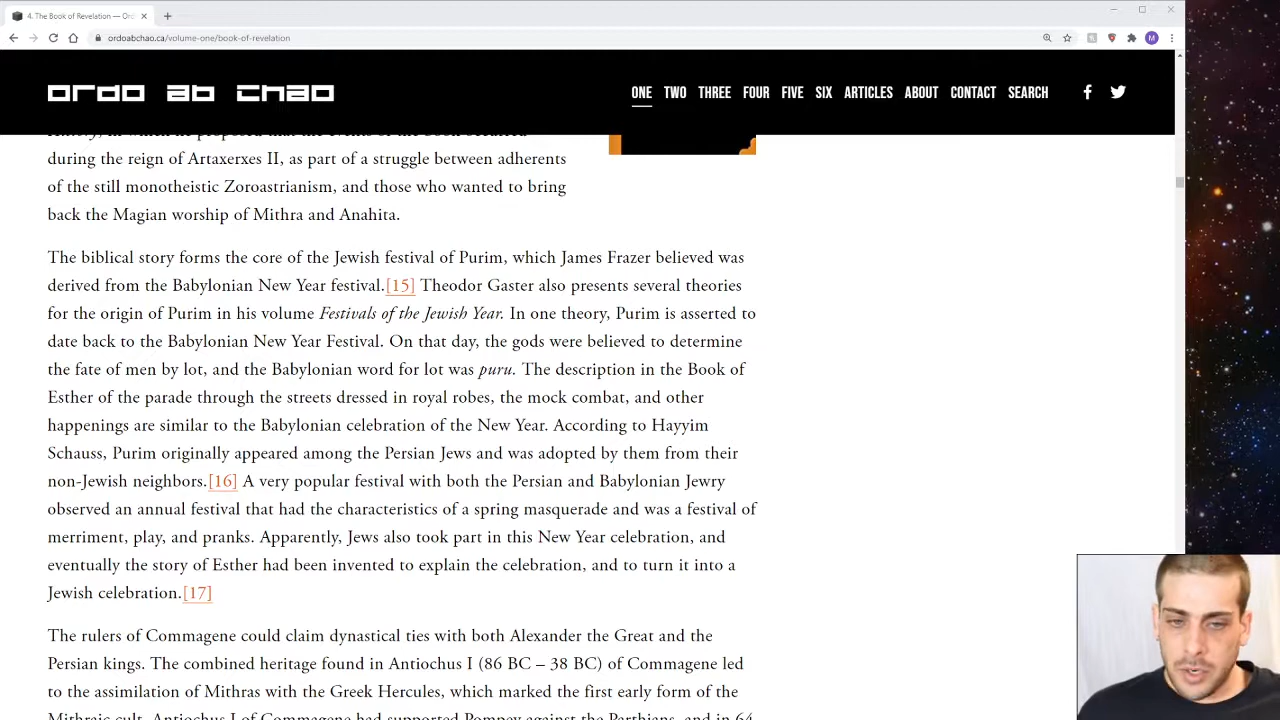 4. The Book of Revelation — Or
ordoabchao.ca/volume-one/book-of-revelation
M
ordo ab chao
ONE TWO THREE FOUR FIVE SIX ARTICLES ABOUT CONTACT SEARCH
History, in which he proposed that the events of the book occurred
during the reign of Artaxerxes II, as part of a struggle between adherents
of the still monotheistic Zoroastrianism, and those who wanted to bring
back the Magian worship of Mithra and Anahita.
The biblical story forms the core of the Jewish festival of Purim, which James Frazer believed was
derived from the Babylonian New Year festival.[15] Theodor Gaster also presents several theories
for the origin of Purim in his volume Festivals of the Jewish Year. In one theory, Purim is asserted to
date back to the Babylonian New Year Festival. On that day, the gods were believed to determine
the fate of men by lot, and the Babylonian word for lot was puru. The description in the Book of
Esther of the parade through the streets dressed in royal robes, the mock combat, and other
happenings are similar to the Babylonian celebration of the New Year. According to Hayyim
Schauss, Purim originally appeared among the Persian Jews and was adopted by them from their
non-Jewish neighbors.[16] A very popular festival with both the Persian and Babylonian Jewry
observed an annual festival that had the characteristics of a spring masquerade and was a festival of
merriment, play, and pranks. Apparently, Jews also took part in this New Year celebration, and
eventually the story of Esther had been invented to explain the celebration, and to turn it into a
Jewish celebration.[17]
The rulers of Commagene could claim dynastical ties with both Alexander the Great and the
Persian kings. The combined heritage found in Antiochus I (86 BC – 38 BC) of Commagene led
to the assimilation of Mithras with the Greek Hercules, which marked the first early form of the
Mithraic cult. Antiochus I of Commagene had supported Pompey against the Parthians, and in 64